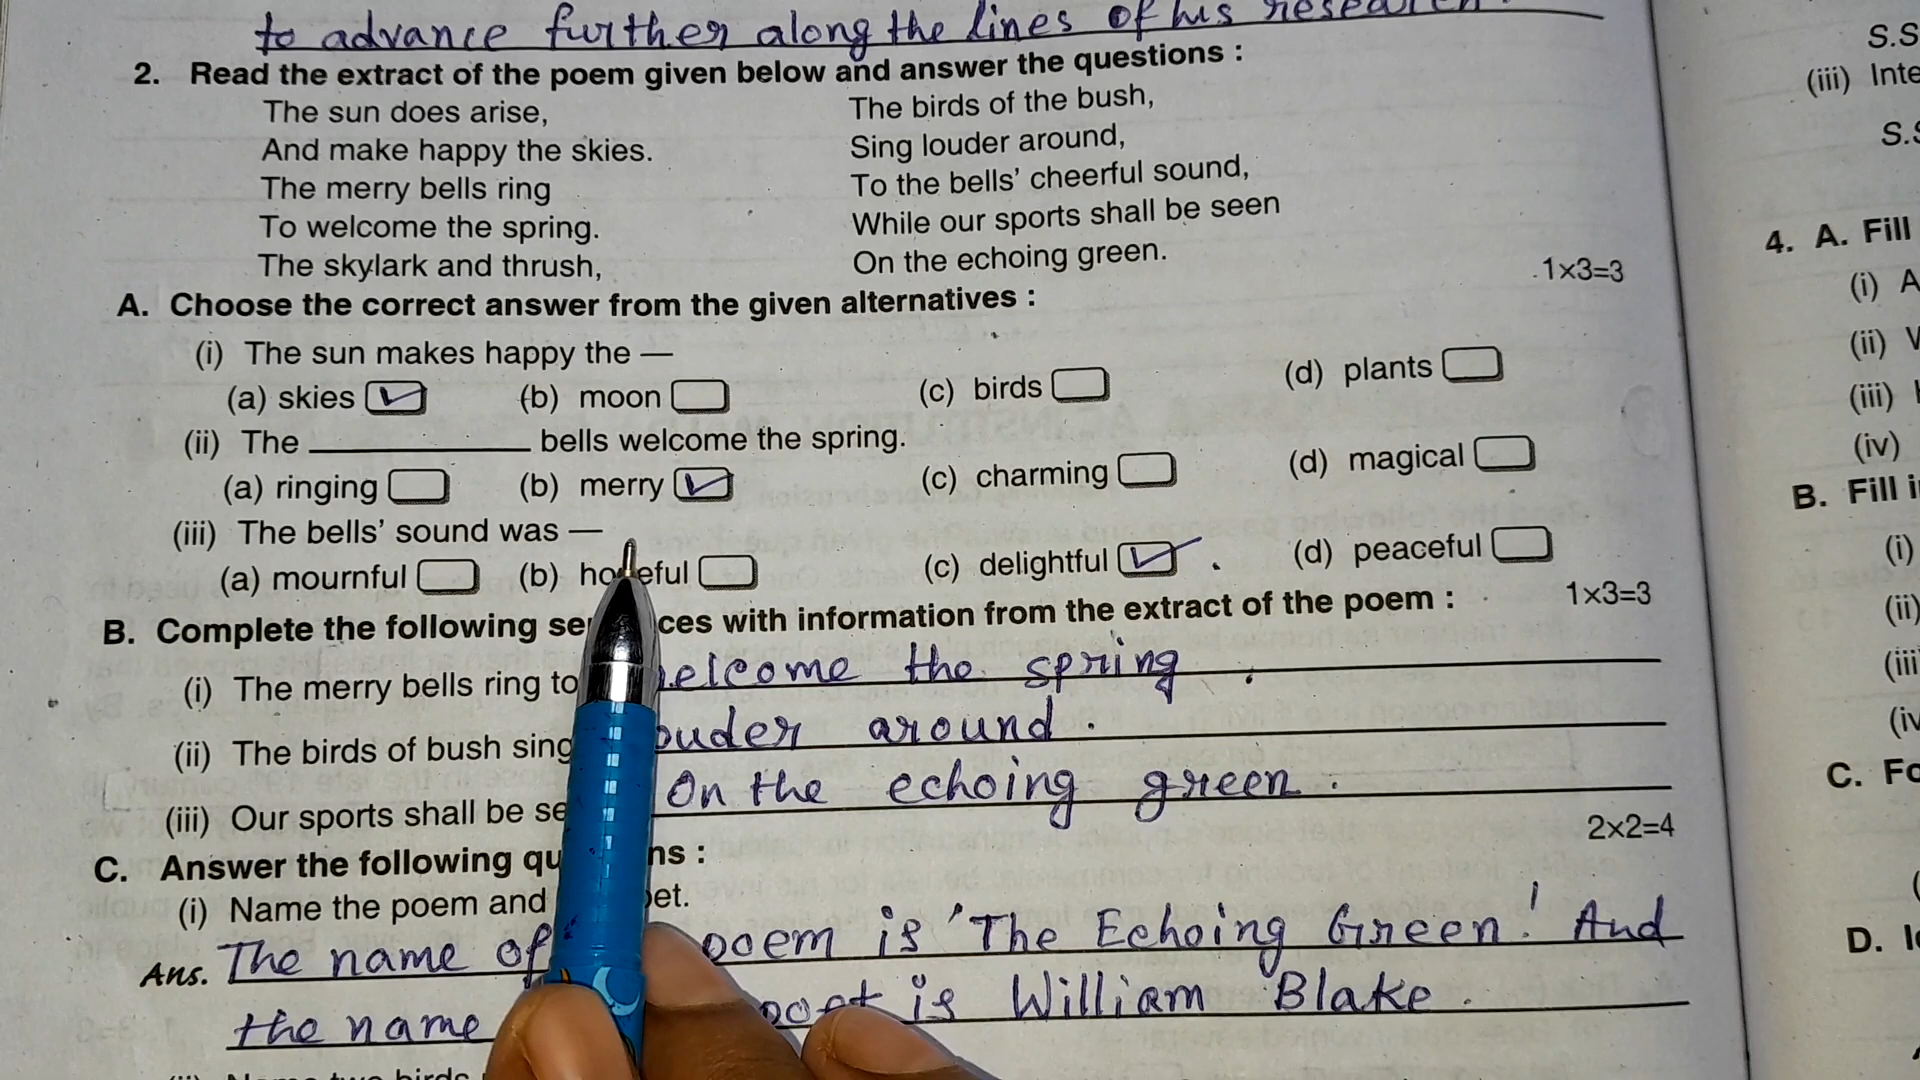 to advance further along the lines of his research.
2. Read the extract of the poem given below and answer the questions :
The sun does arise,
And make happy the skies.
The merry bells ring
To welcome the spring.
The skylark and thrush,
The birds of the bush,
Sing louder around,
To the bells' cheerful sound,
While our sports shall be seen
On the echoing green.
A. Choose the correct answer from the given alternatives : 1×3=3
(i) The sun makes happy the —
(a) skies (b) moon (c) birds (d) plants
(ii) The ____________ bells welcome the spring.
(a) ringing (b) merry (c) charming (d) magical
(iii) The bells' sound was —
(a) mournful (b) ho eful (c) delightful (d) peaceful
B. Complete the following se ces with information from the extract of the poem : 1×3=3
(i) The merry bells ring to elcome the spring .
(ii) The birds of bush sing ouder around .
(iii) Our sports shall be se On the echoing green .
C. Answer the following qu ns : 2×2=4
(i) Name the poem and et.
Ans. The name of poem is 'The Echoing Green'. And
the name poet is William Blake .
Name two birds
S.S
(iii) Inte
S.S
4. A. Fill
(i) A
(ii)
(iii)
(iv)
B. Fill i
(i)
(ii)
(iii
(iv
C. Fo
D.